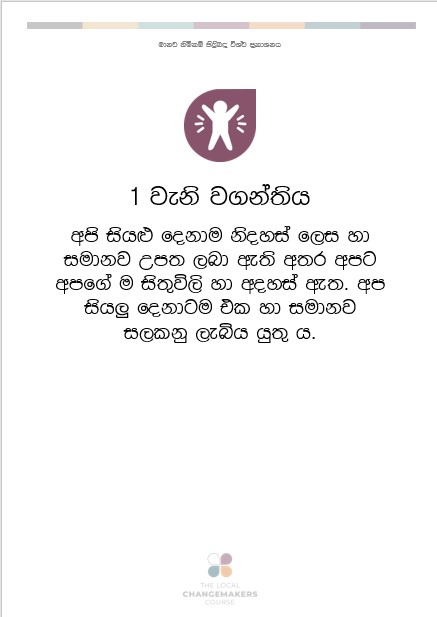 මානව හිමිකම් පිළිබඳ විශ්ව ප්‍රකාශනය
1 වැනි වගන්තිය
අපි සියළු දෙනාම නිදහස් ලෙස හා
සමානව උපත ලබා ඇති අතර අපට
අපගේ ම සිතුවිලි හා අදහස් ඇත. අප
සියලු දෙනාටම ඒක හා සමානව
සලකනු ලැබිය යුතු ය.
THE LOCAL
CHANGEMAKERS
COURSE